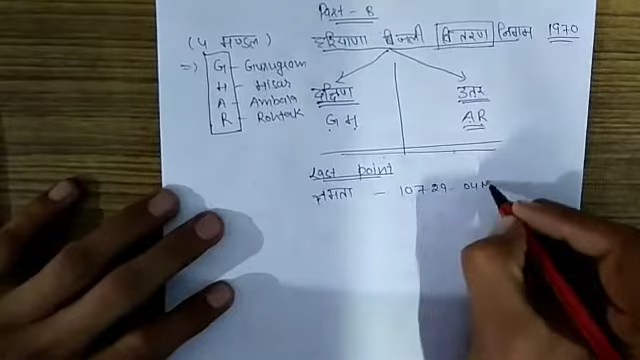 Part - B
हरियाणा बिजली वितरण निगम 1970
(4 मण्डल)
=> G - Gurugram
H - Hisar
A - Ambala
R - Rohtak
दक्षिण
G H
उत्तर
AR
Last point
क्षमता - 10729.04 M